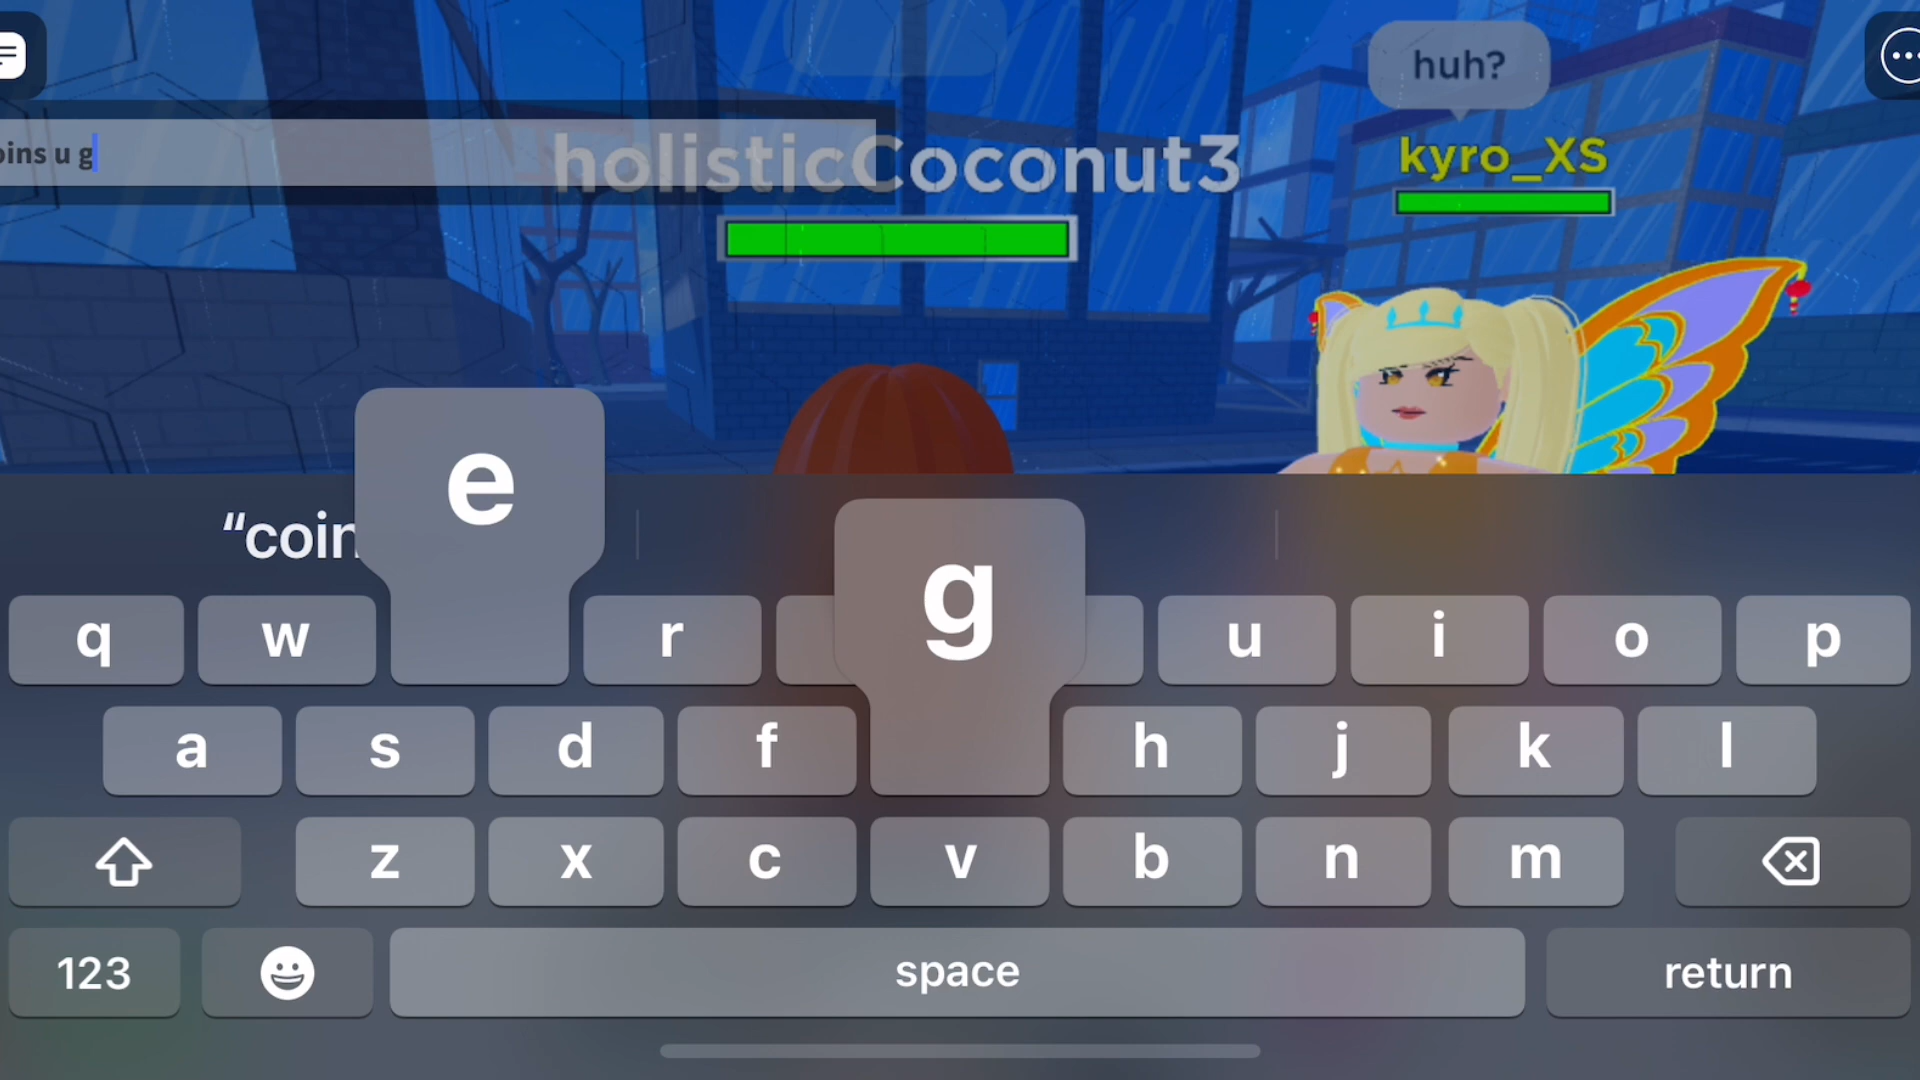 huh?
oins u g
holisticCoconut3
kyro_XS
“coin
e
g
q w r u i o p
a s d f h j k l
z x c v b n m
123 space return